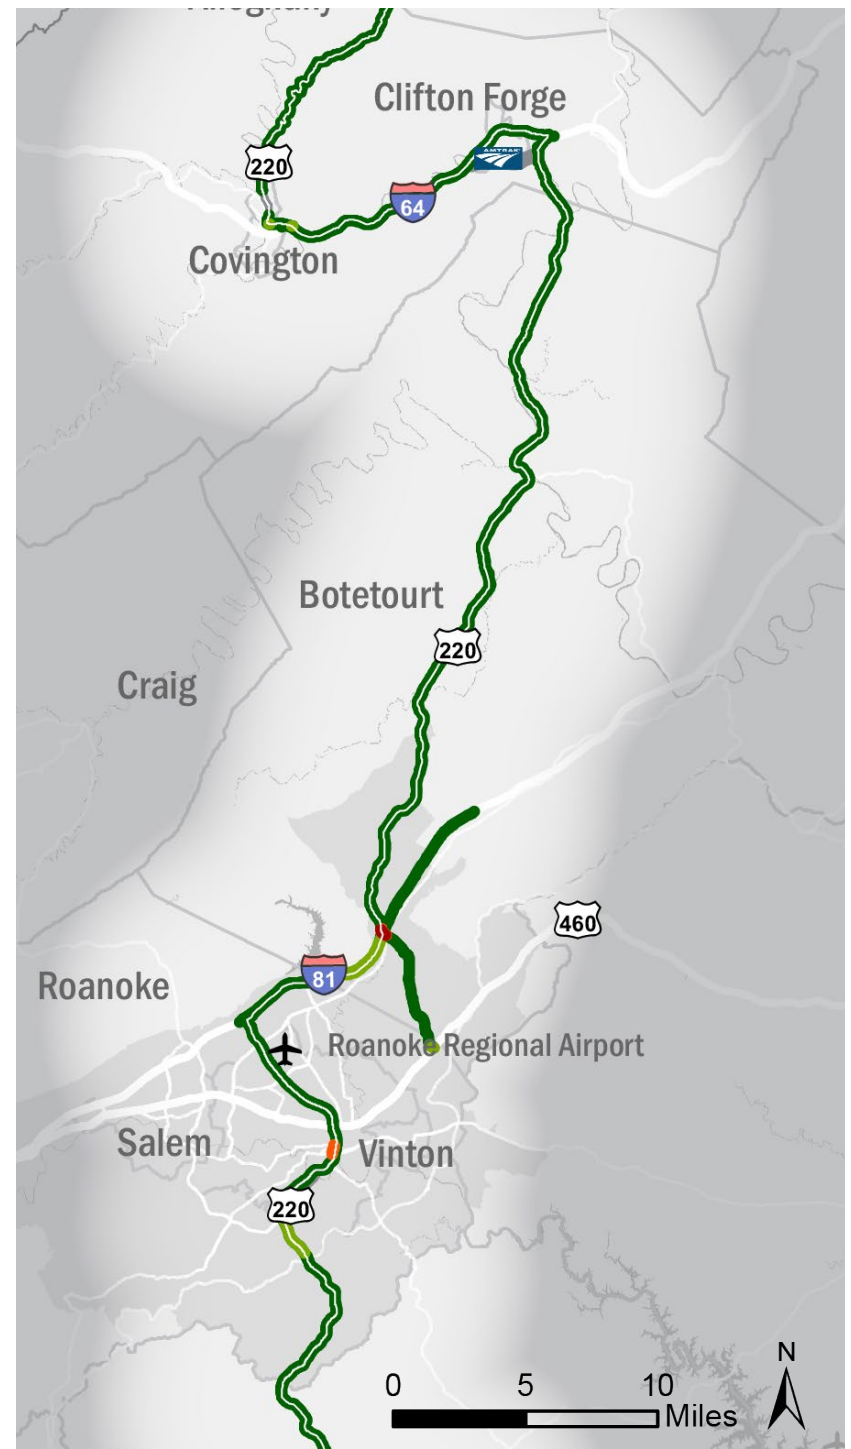 Clifton Forge
AMTRAK
220
64
Covington
Botetourt
220
Craig
460
81
Roanoke
Roanoke Regional Airport
Salem
Vinton
220
N
0 5 10
Miles